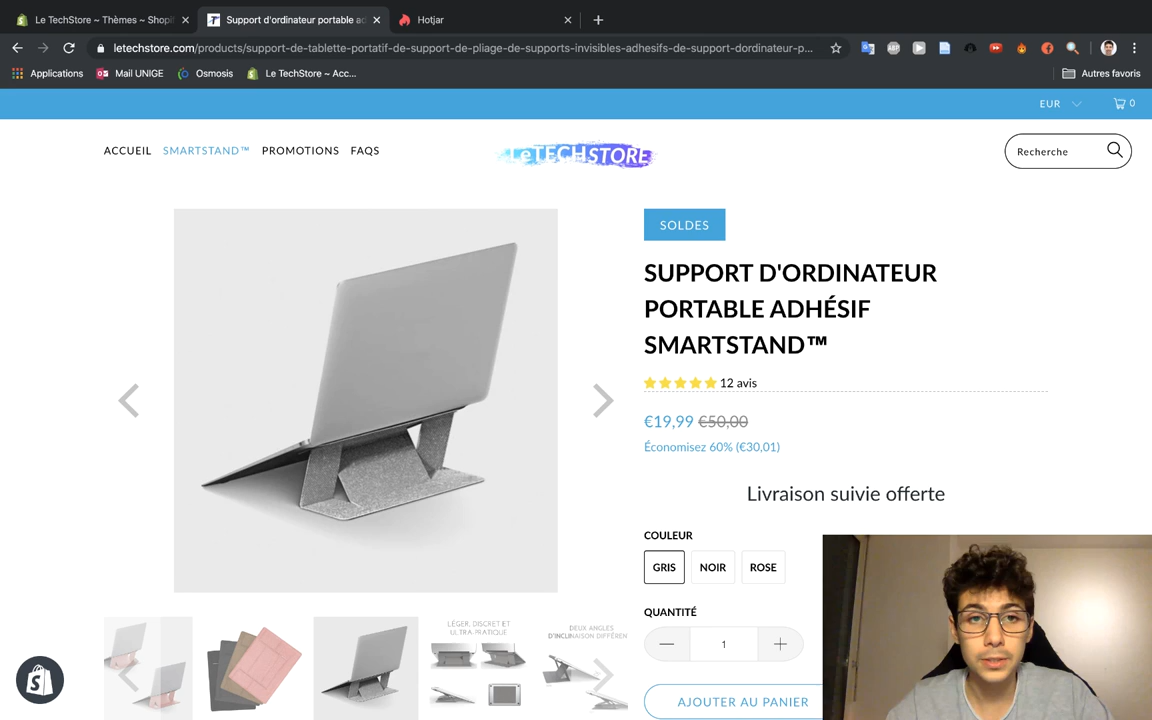 Le TechStore ~ Thèmes ~ Shopif
Support d'ordinateur portable ad
Hotjar
letechstore.com/products/support-de-tablette-portatif-de-support-de-pliage-de-supports-invisibles-adhesifs-de-support-dordinateur-p...
Applications
Mail UNIGE
Osmosis
Le TechStore ~ Acc...
Autres favoris
EUR
0
ACCUEIL
SMARTSTAND™
PROMOTIONS
FAQS
LeTECHSTORE
Recherche
SOLDES
SUPPORT D'ORDINATEUR
PORTABLE ADHÉSIF
SMARTSTAND™
12 avis
€19,99 €50,00
Économisez 60% (€30,01)
Livraison suivie offerte
COULEUR
GRIS
NOIR
ROSE
QUANTITÉ
1
AJOUTER AU PANIER
LÉGER, DISCRET ET
ULTRA-PRATIQUE
DEUX ANGLES
D'INCLINAISON DIFFÉREN